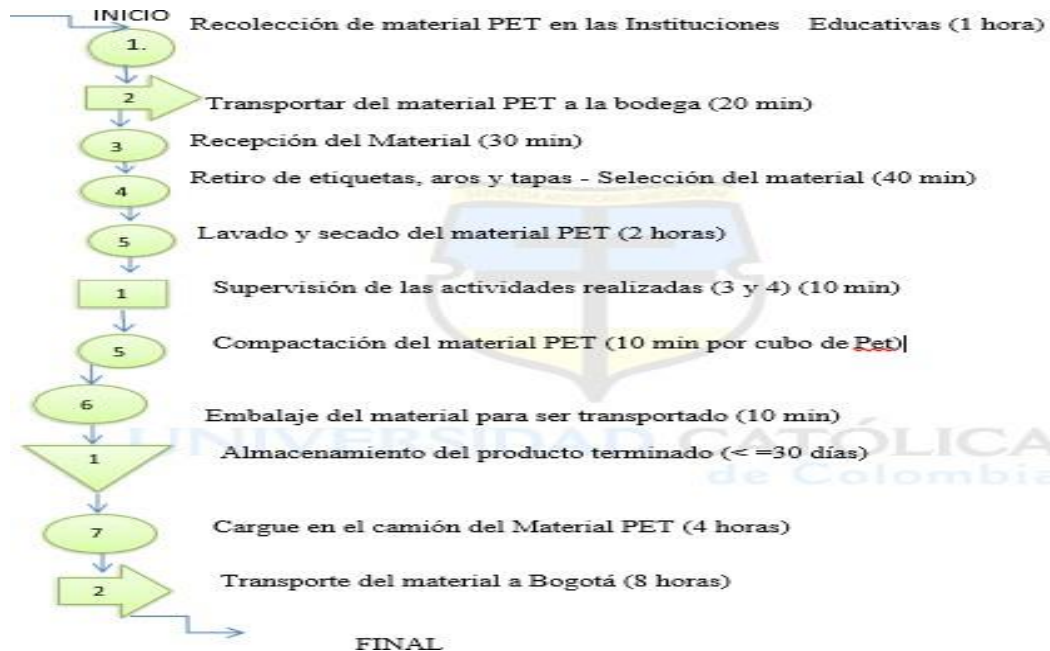 INICIO
Recolección de material PET en las Instituciones Educativas (1 hora)
1.
2
Transportar del material PET a la bodega (20 min)
3
Recepción del Material (30 min)
4
Retiro de etiquetas, aros y tapas - Selección del material (40 min)
5
Lavado y secado del material PET (2 horas)
1
Supervisión de las actividades realizadas (3 y 4) (10 min)
5
Compactación del material PET (10 min por cubo de Pet)
6
Embalaje del material para ser transportado (10 min)
UNIVERSIDAD CATÓLICA
de Colombia
1
Almacenamiento del producto terminado (< =30 días)
7
Cargue en el camión del Material PET (4 horas)
2
Transporte del material a Bogotá (8 horas)
FINAL